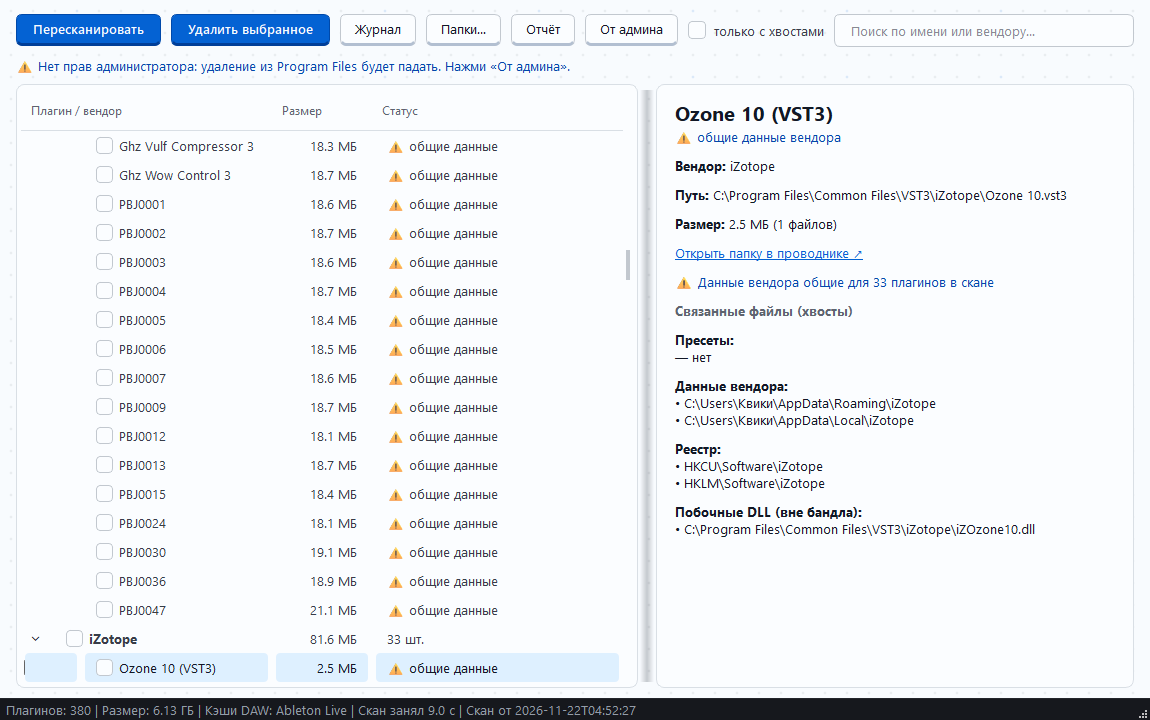 Пересканировать Удалить выбранное Журнал Папки... Отчёт От админа только с хвостами Поиск по имени или вендору...
Нет прав администратора: удаление из Program Files будет падать. Нажми «От админа».
Плагин / вендор Размер Статус
Ghz Vulf Compressor 3 18.3 МБ общие данные
Ghz Wow Control 3 18.7 МБ общие данные
PBJ0001 18.6 МБ общие данные
PBJ0002 18.7 МБ общие данные
PBJ0003 18.6 МБ общие данные
PBJ0004 18.7 МБ общие данные
PBJ0005 18.4 МБ общие данные
PBJ0006 18.5 МБ общие данные
PBJ0007 18.6 МБ общие данные
PBJ0009 18.7 МБ общие данные
PBJ0012 18.1 МБ общие данные
PBJ0013 18.7 МБ общие данные
PBJ0015 18.4 МБ общие данные
PBJ0024 18.1 МБ общие данные
PBJ0030 19.1 МБ общие данные
PBJ0036 18.9 МБ общие данные
PBJ0047 21.1 МБ общие данные
iZotope 81.6 МБ 33 шт.
Ozone 10 (VST3) 2.5 МБ общие данные
Ozone 10 (VST3)
общие данные вендора
Вендор: iZotope
Путь: C:\Program Files\Common Files\VST3\iZotope\Ozone 10.vst3
Размер: 2.5 МБ (1 файлов)
Открыть папку в проводнике ↗
Данные вендора общие для 33 плагинов в скане
Связанные файлы (хвосты)
Пресеты:
— нет
Данные вендора:
• C:\Users\Квики\AppData\Roaming\iZotope
• C:\Users\Квики\AppData\Local\iZotope
Реестр:
• HKCU\Software\iZotope
• HKLM\Software\iZotope
Побочные DLL (вне бандла):
• C:\Program Files\Common Files\VST3\iZotope\iZOzone10.dll
Плагинов: 380 | Размер: 6.13 ГБ | Кэши DAW: Ableton Live | Скан занял 9.0 с | Скан от 2026-11-22T04:52:27